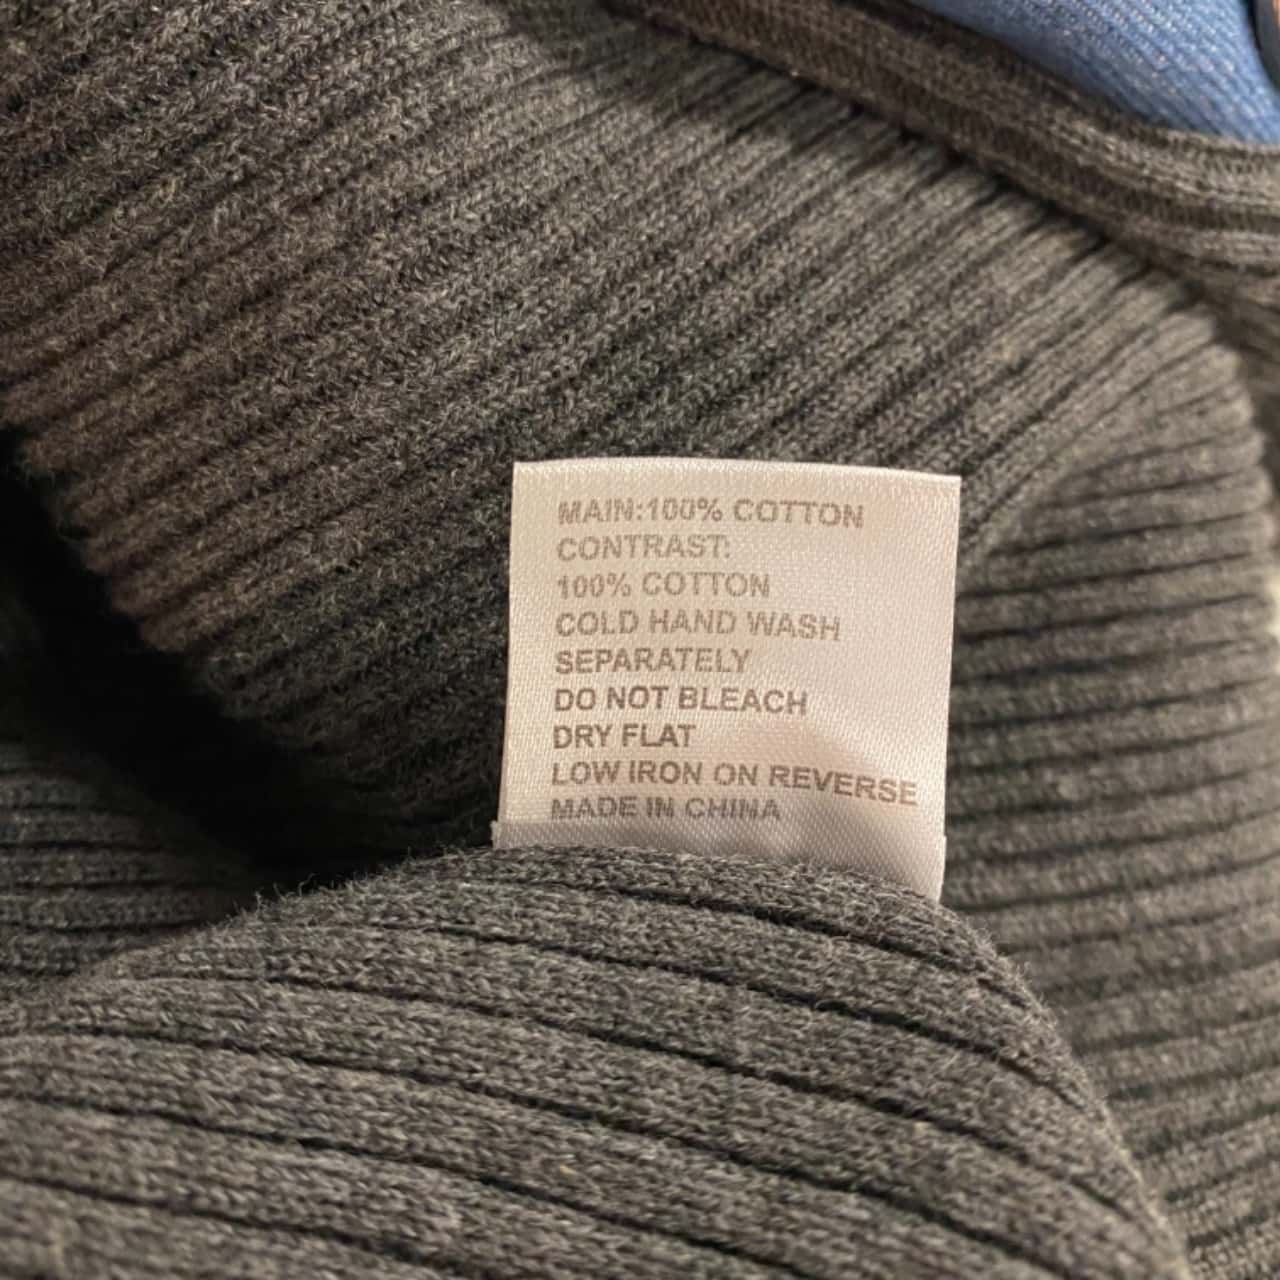 MAIN:100% COTTON
CONTRAST:
100% COTTON
COLD HAND WASH
SEPARATELY
DO NOT BLEACH
DRY FLAT
LOW IRON ON REVERSE
MADE IN CHINA